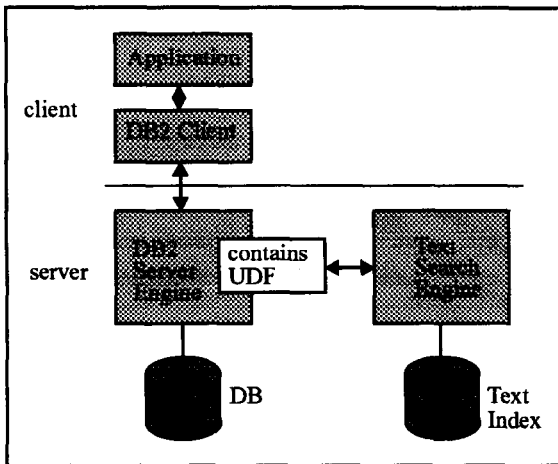 Application
client
DB2 Client
DB2
Server
Engine
contains
UDF
Text
Search
Engine
server
DB
Text
Index